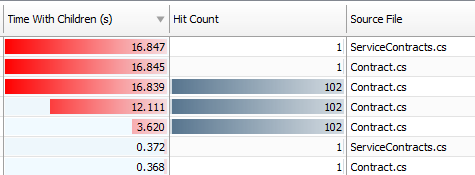 Time With Children (s) Hit Count Source File
16.847 1 ServiceContracts.cs
16.845 1 Contract.cs
16.839 102 Contract.cs
12.111 102 Contract.cs
3.620 102 Contract.cs
0.372 1 ServiceContracts.cs
0.368 1 Contract.cs